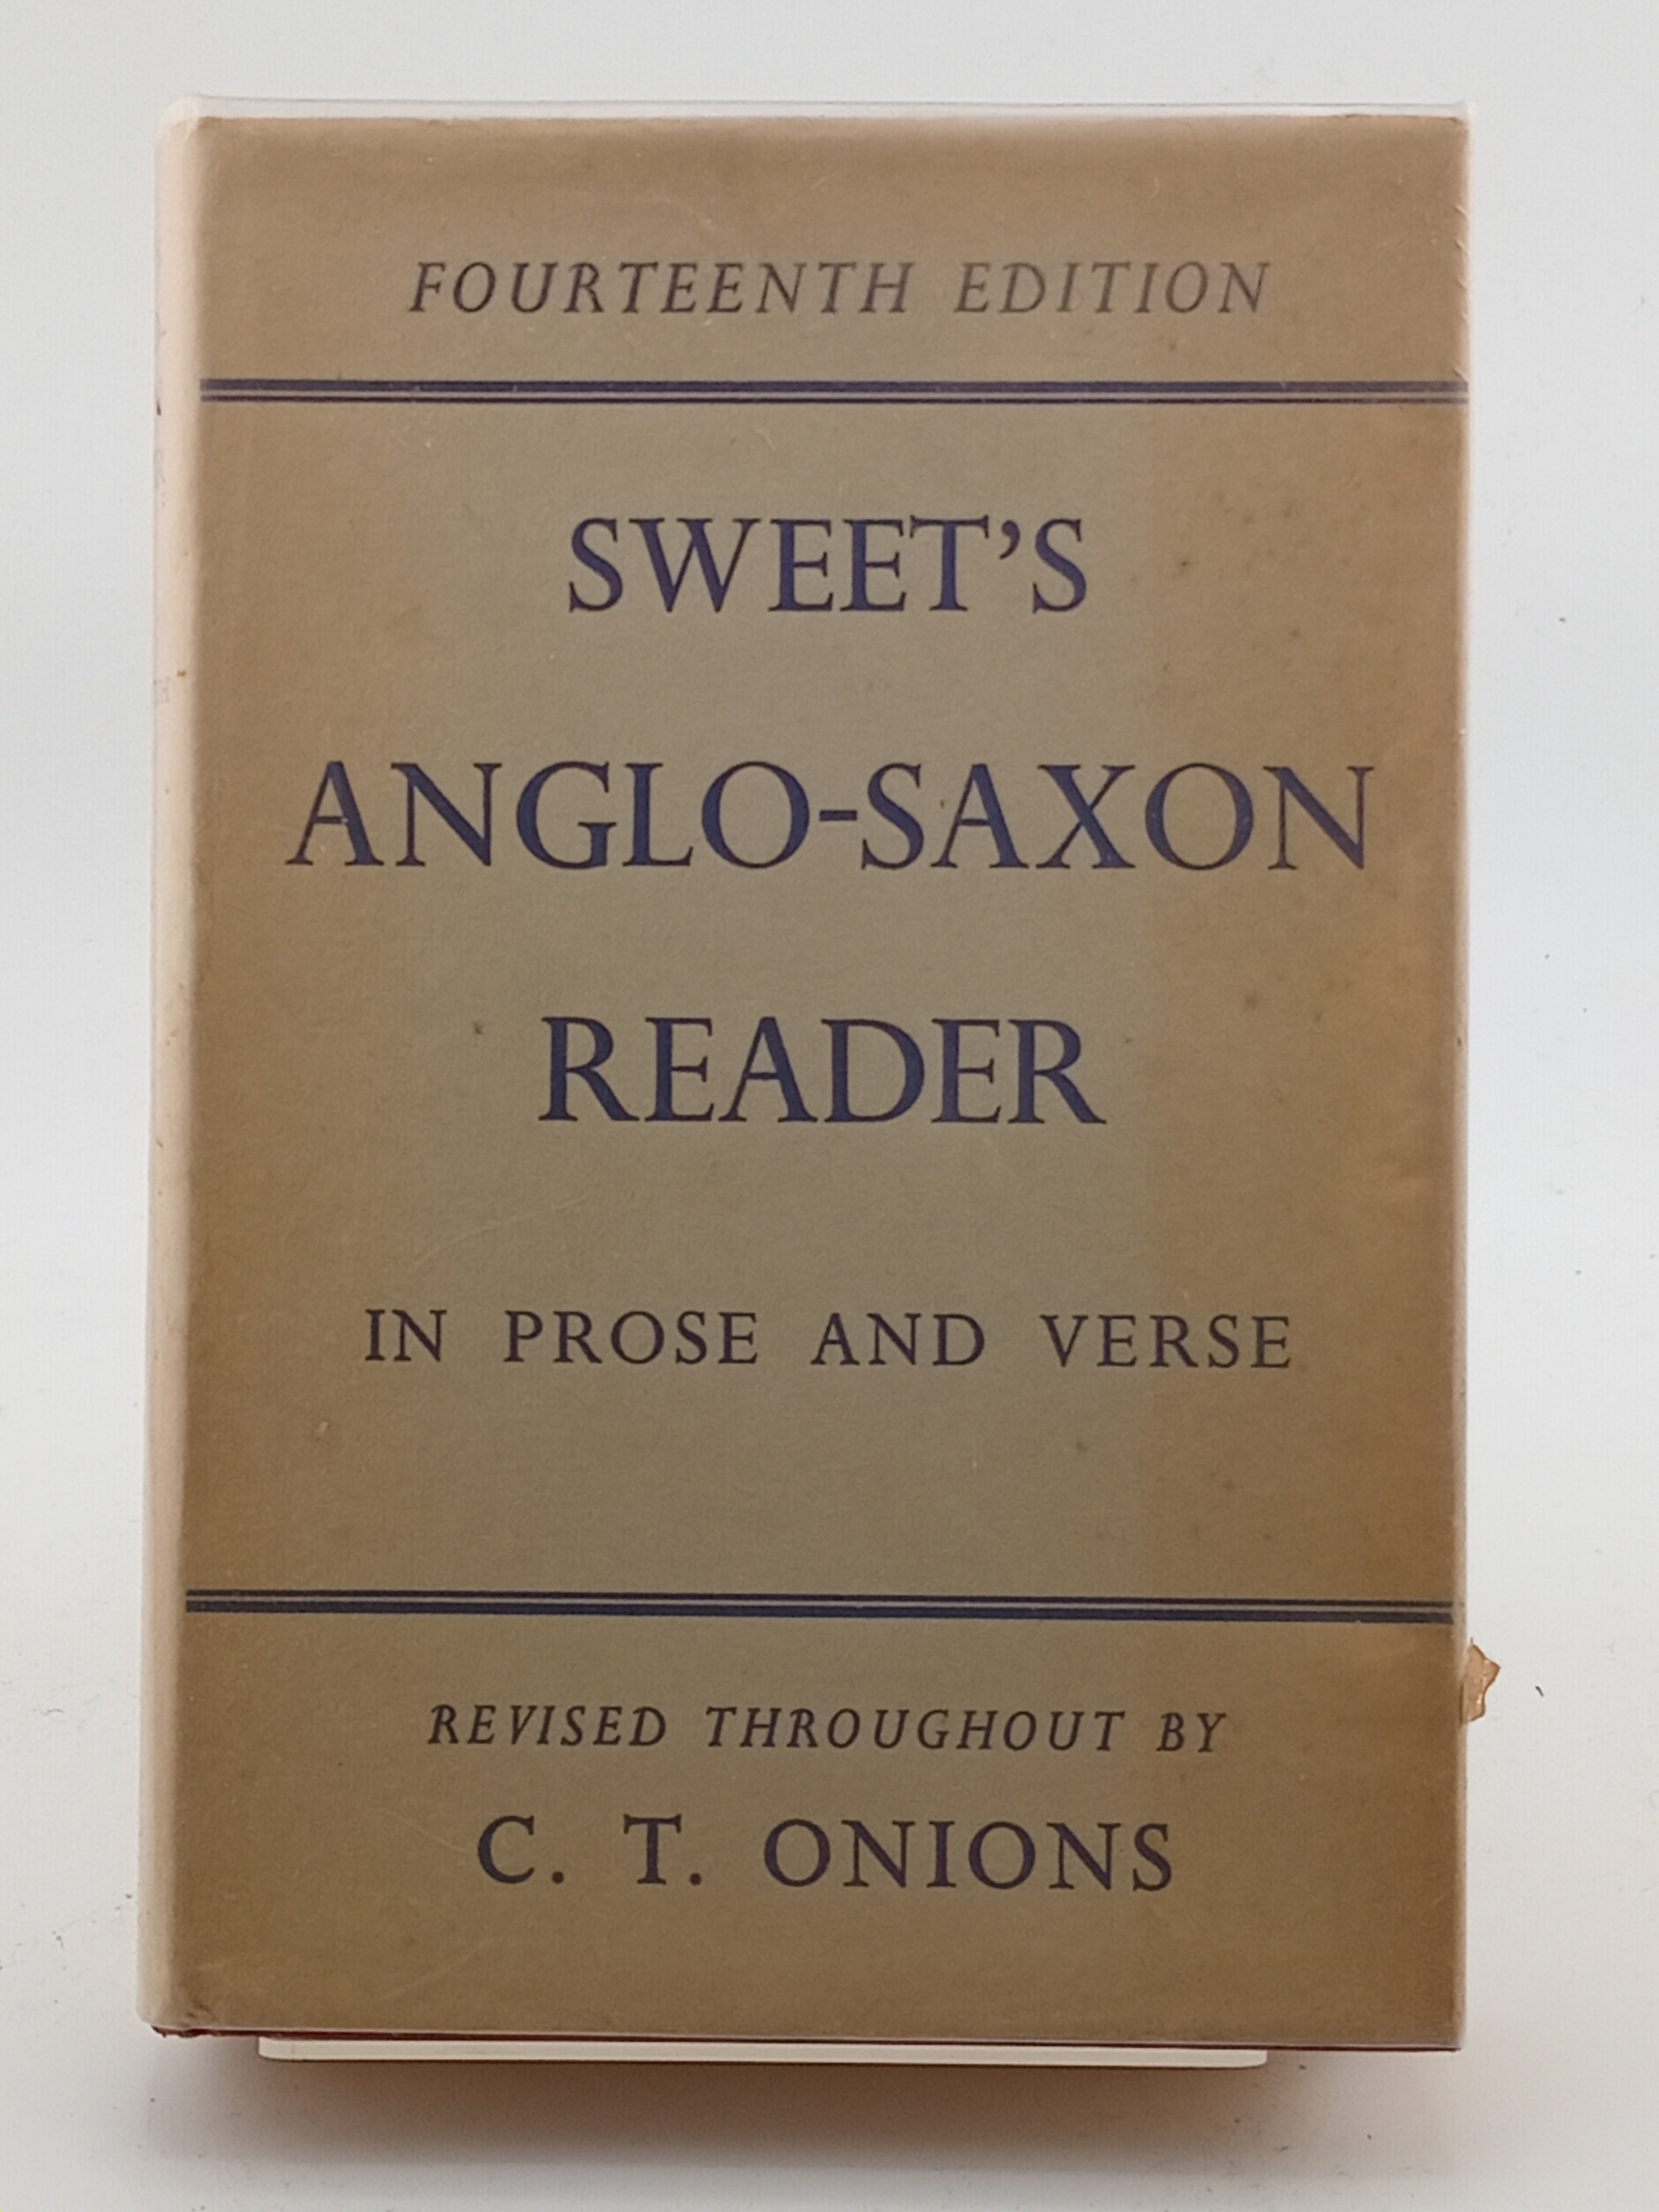 FOURTEENTH EDITION
SWEET’S
ANGLO-SAXON
READER
IN PROSE AND VERSE
REVISED THROUGHOUT BY
C. T. ONIONS